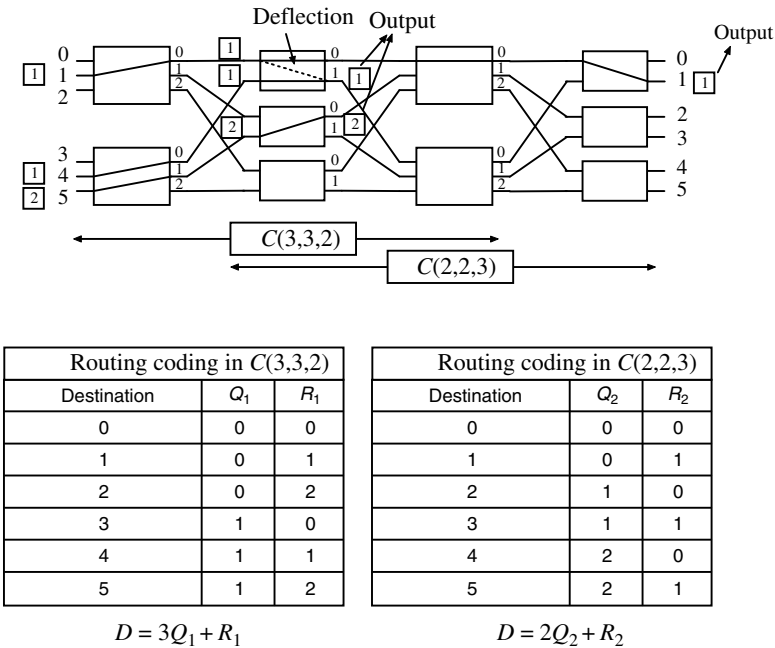 Deflection
Output
Output
0
1
2
3
4
5
1
1
2
0
1
2
0
1
2
1
1
2
0
1
0
1
0
1
1
2
0
1
2
0
1
2
0
1
2
3
4
5
1
C(3,3,2)
C(2,2,3)
Routing coding in C(3,3,2)
Destination Q1 R1
0 0 0
1 0 1
2 0 2
3 1 0
4 1 1
5 1 2
D = 3Q1 + R1
Routing coding in C(2,2,3)
Destination Q2 R2
0 0 0
1 0 1
2 1 0
3 1 1
4 2 0
5 2 1
D = 2Q2 + R2